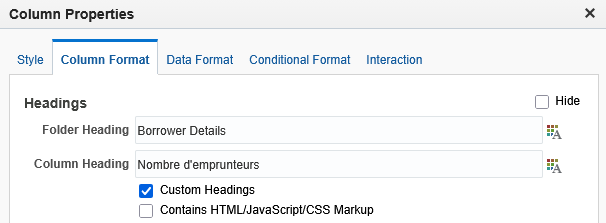 Column Properties
Style Column Format Data Format Conditional Format Interaction
Headings Hide
Folder Heading Borrower Details
Column Heading Nombre d'emprunteurs
Custom Headings
Contains HTML/JavaScript/CSS Markup